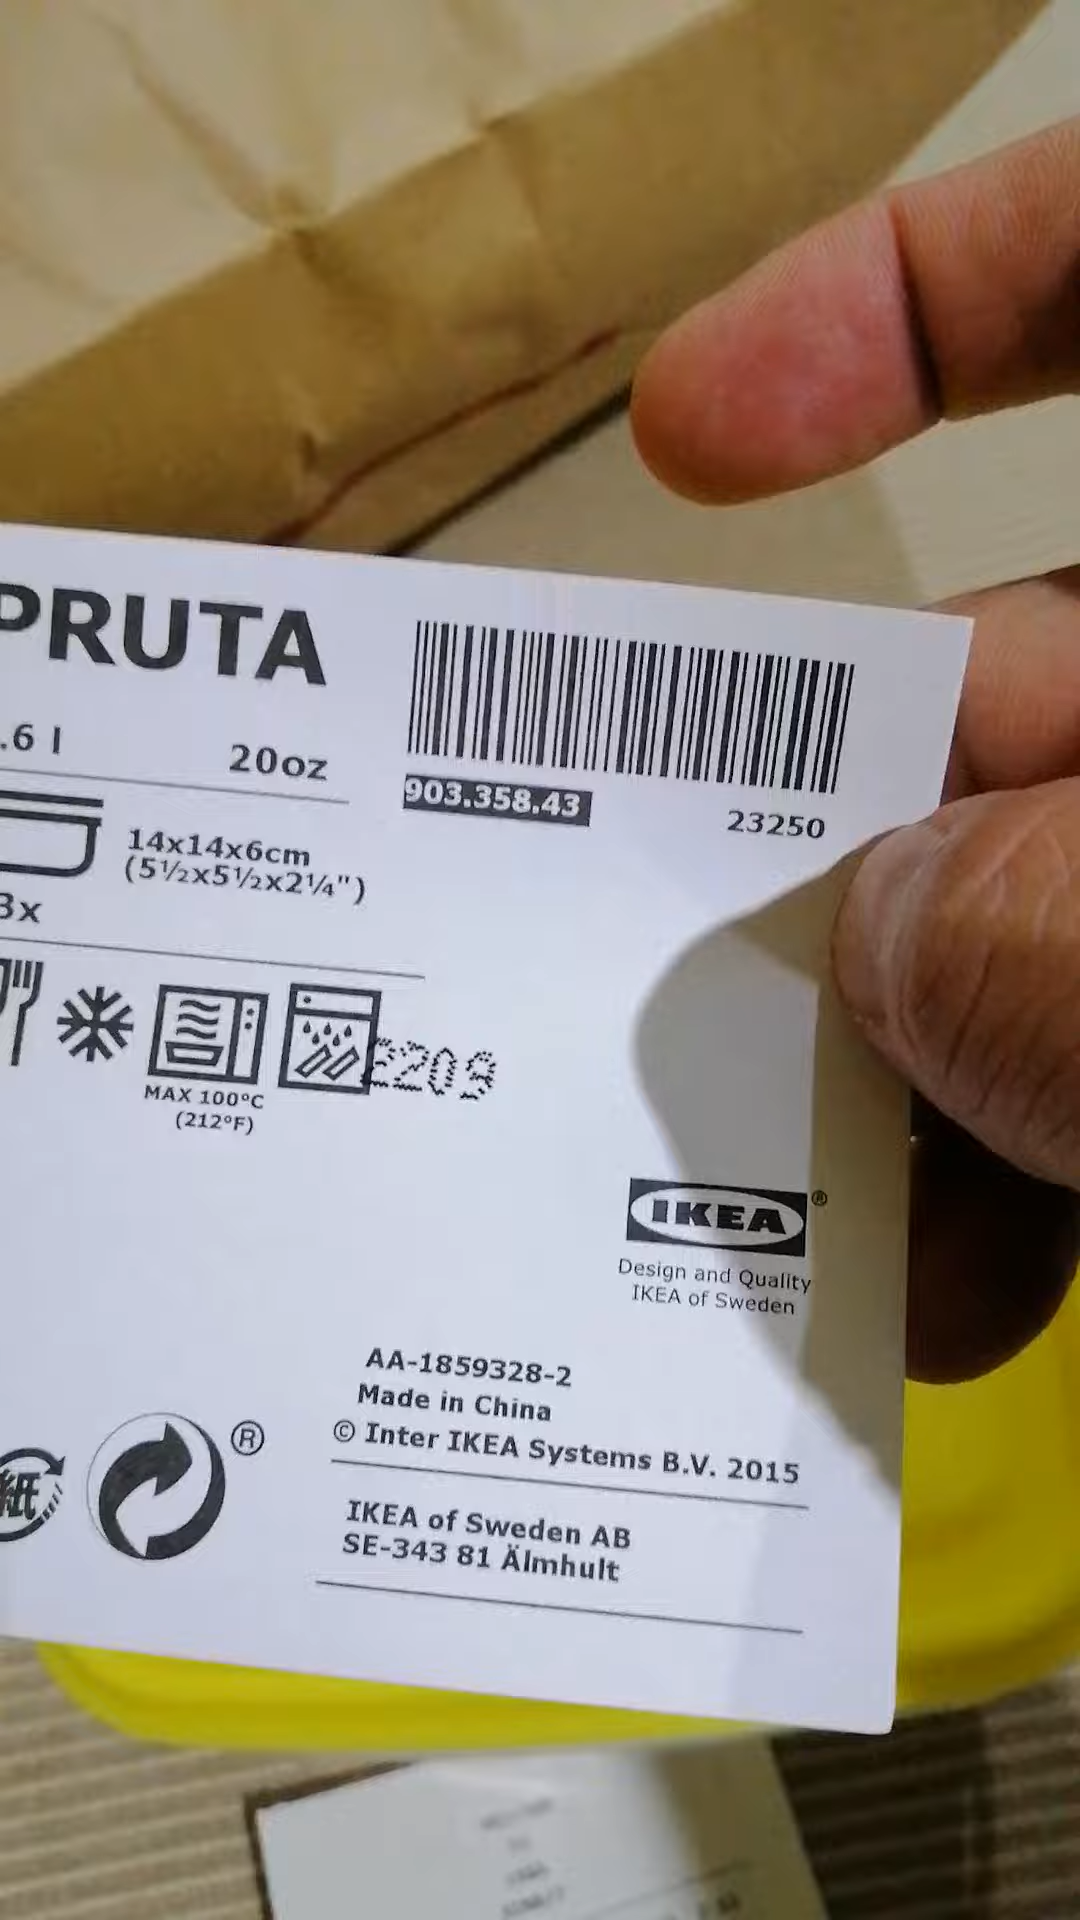 PRUTA
.6 l 20oz
903.358.43 23250
14x14x6cm
(5½x5½x2¼")
3x
MAX 100°C
(212°F)
2209
IKEA®
Design and Quality
IKEA of Sweden
AA-1859328-2
Made in China
© Inter IKEA Systems B.V. 2015
®
IKEA of Sweden AB
SE-343 81 Älmhult